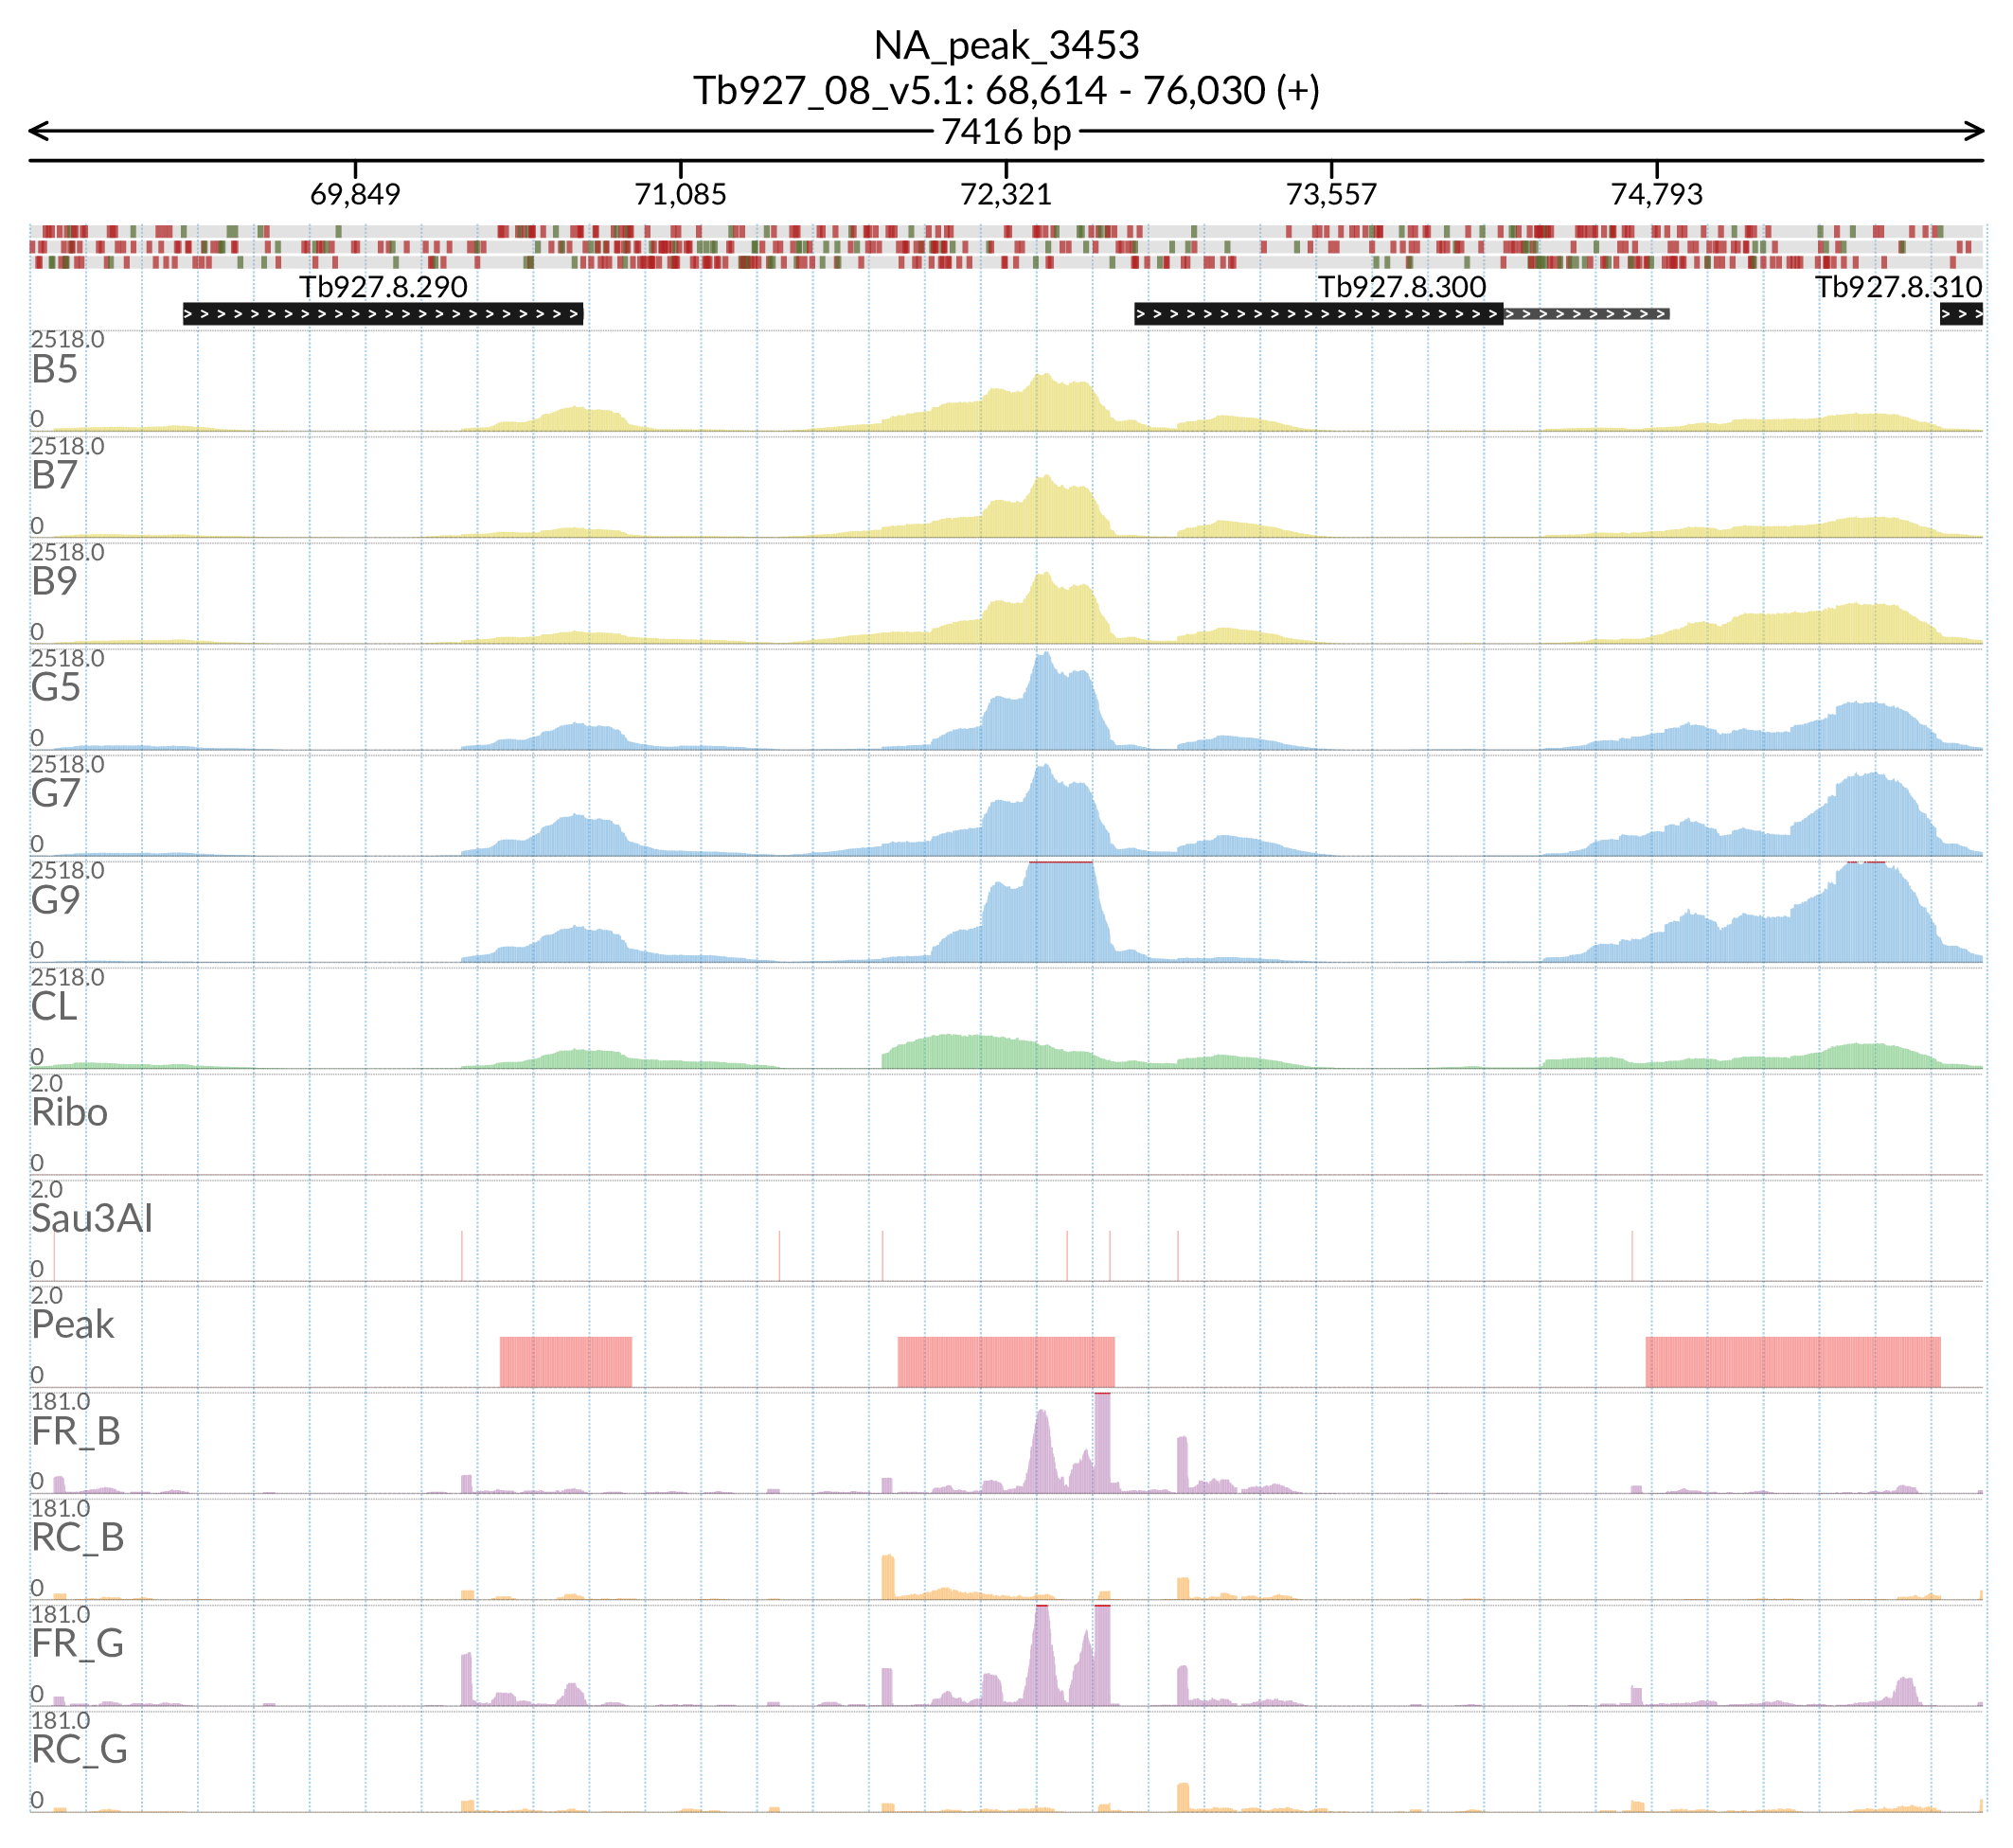 NA_peak_3453
Tb927_08_v5.1: 68,614 - 76,030 (+)
7416 bp
69,849 71,085 72,321 73,557 74,793
Tb927.8.290 Tb927.8.300 Tb927.8.310
2518.0
B5
0
2518.0
B7
0
2518.0
B9
0
2518.0
G5
0
2518.0
G7
0
2518.0
G9
0
2518.0
CL
0
2.0
Ribo
0
2.0
Sau3AI
0
2.0
Peak
0
181.0
FR_B
0
181.0
RC_B
0
181.0
FR_G
0
181.0
RC_G
0